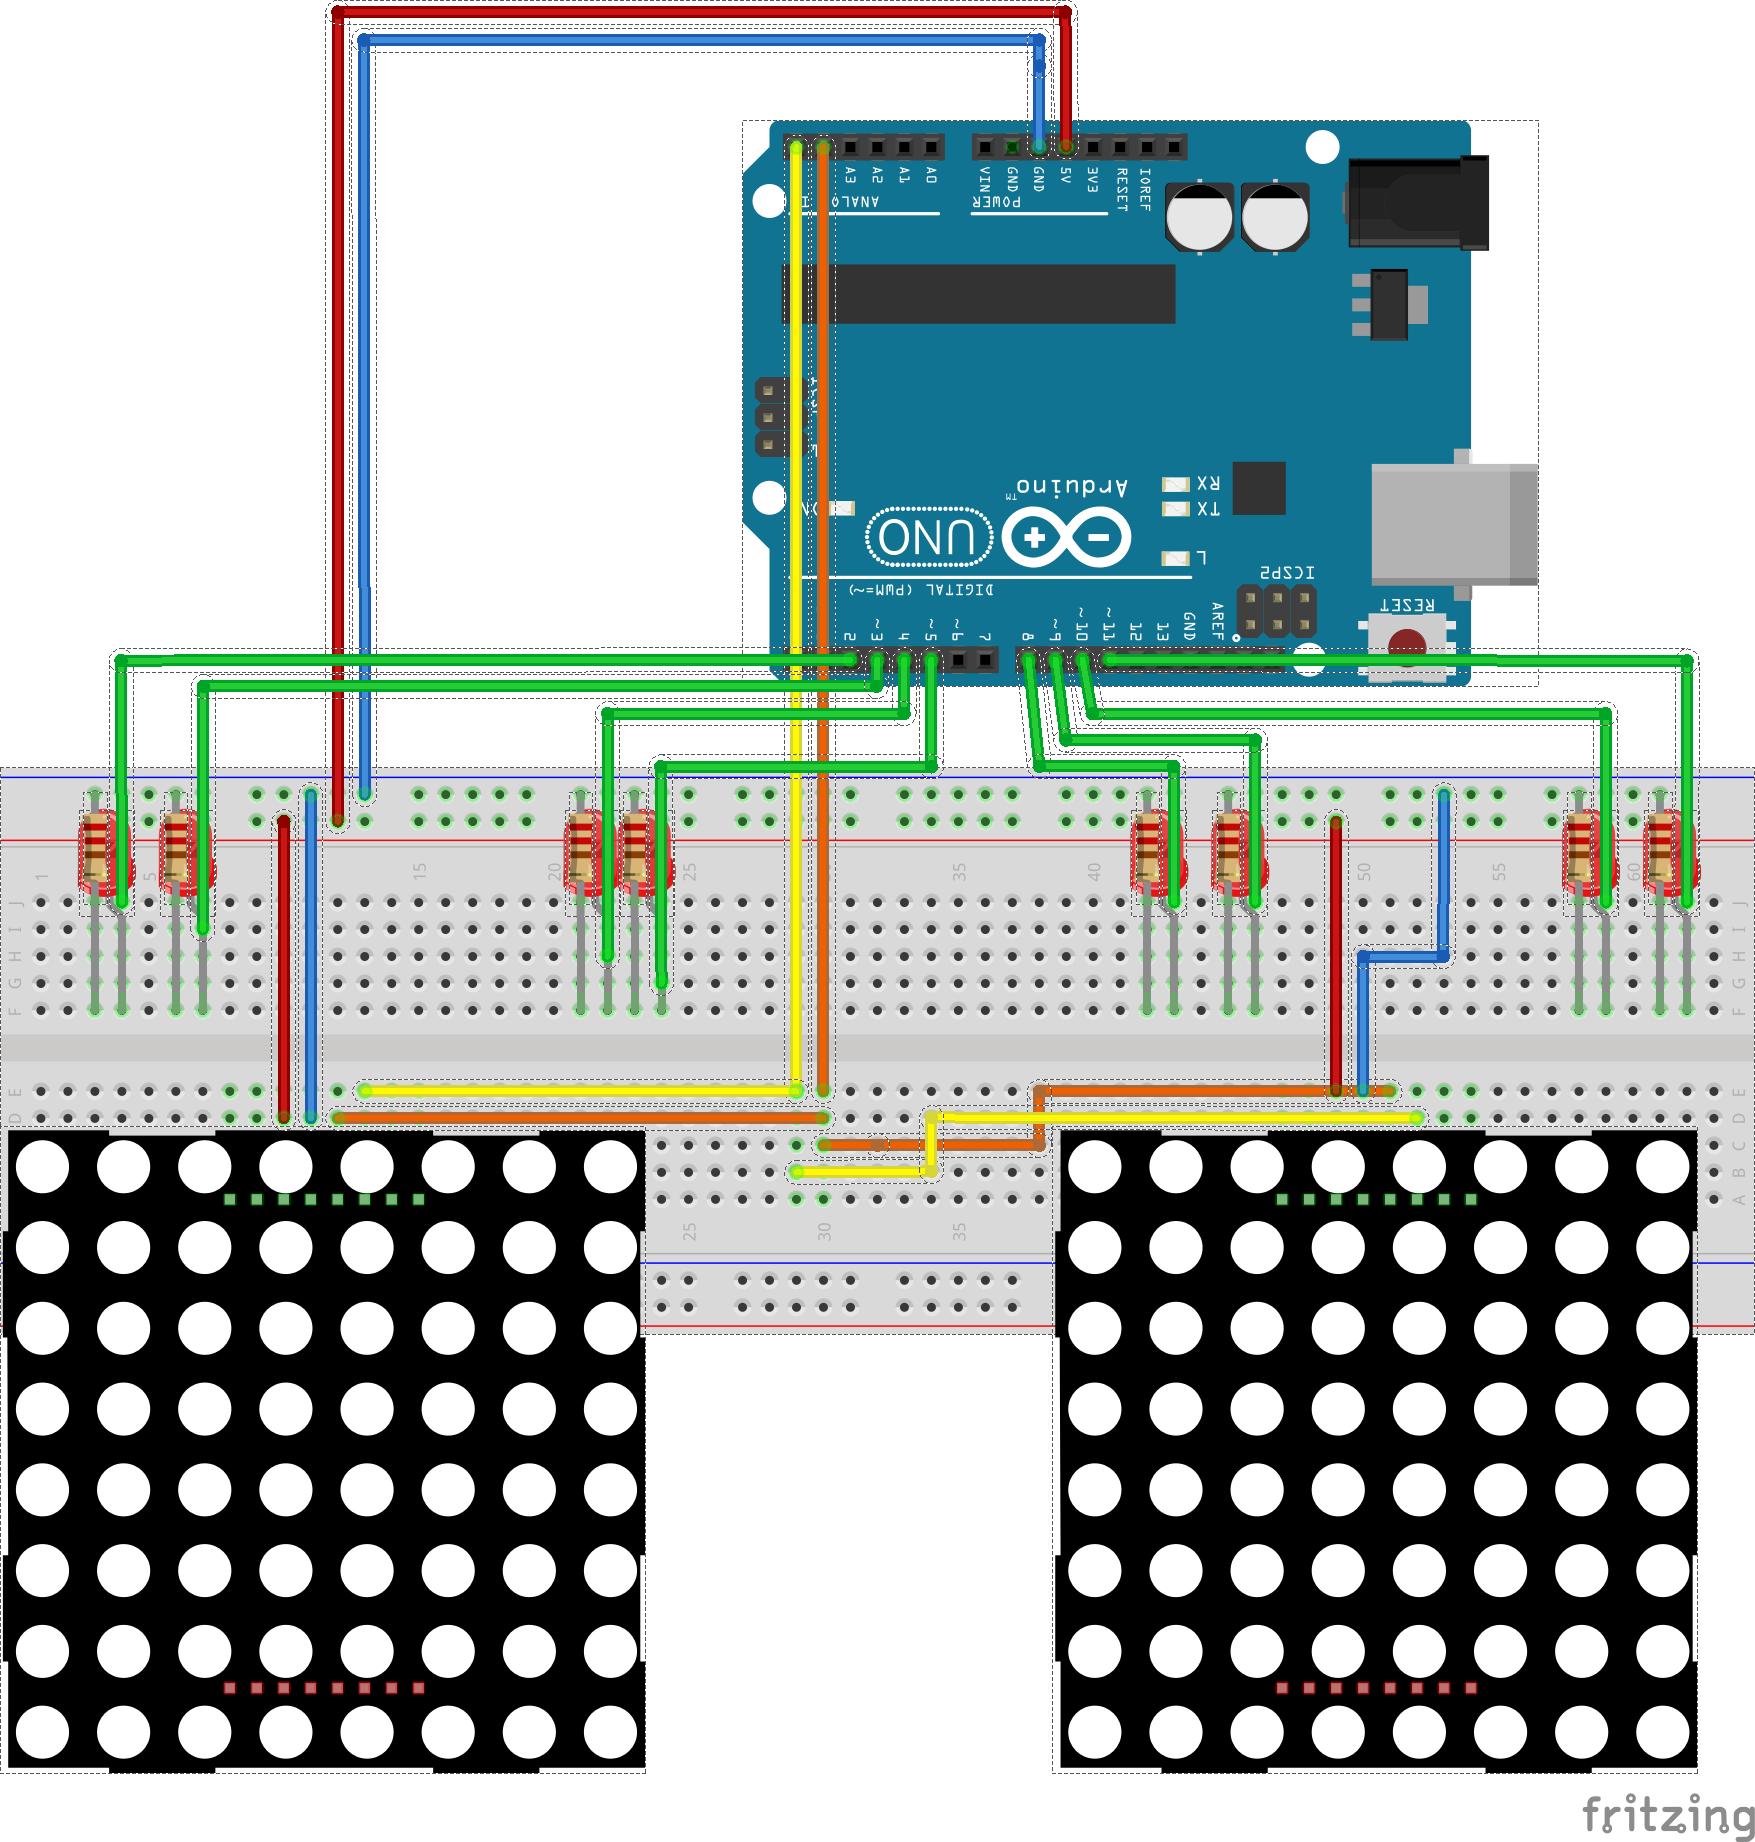 A3 A2 A1 A0 VIN GND GND 5V 3V3 RESET IOREF
ANALOG I
POWER
Arduino
TM
UNO
RX
TX
L
ICSP2
RESET
DIGITAL (PWM=~)
2 ~3 4 ~5 ~6 7 8 ~9 ~10 ~11 12 13 GND AREF
1 5 15 20 25 35 40 50 55 60
J J
I I
H H
G G
F F
E E
D D
C C
B B
A A
25 30 35
fritzing